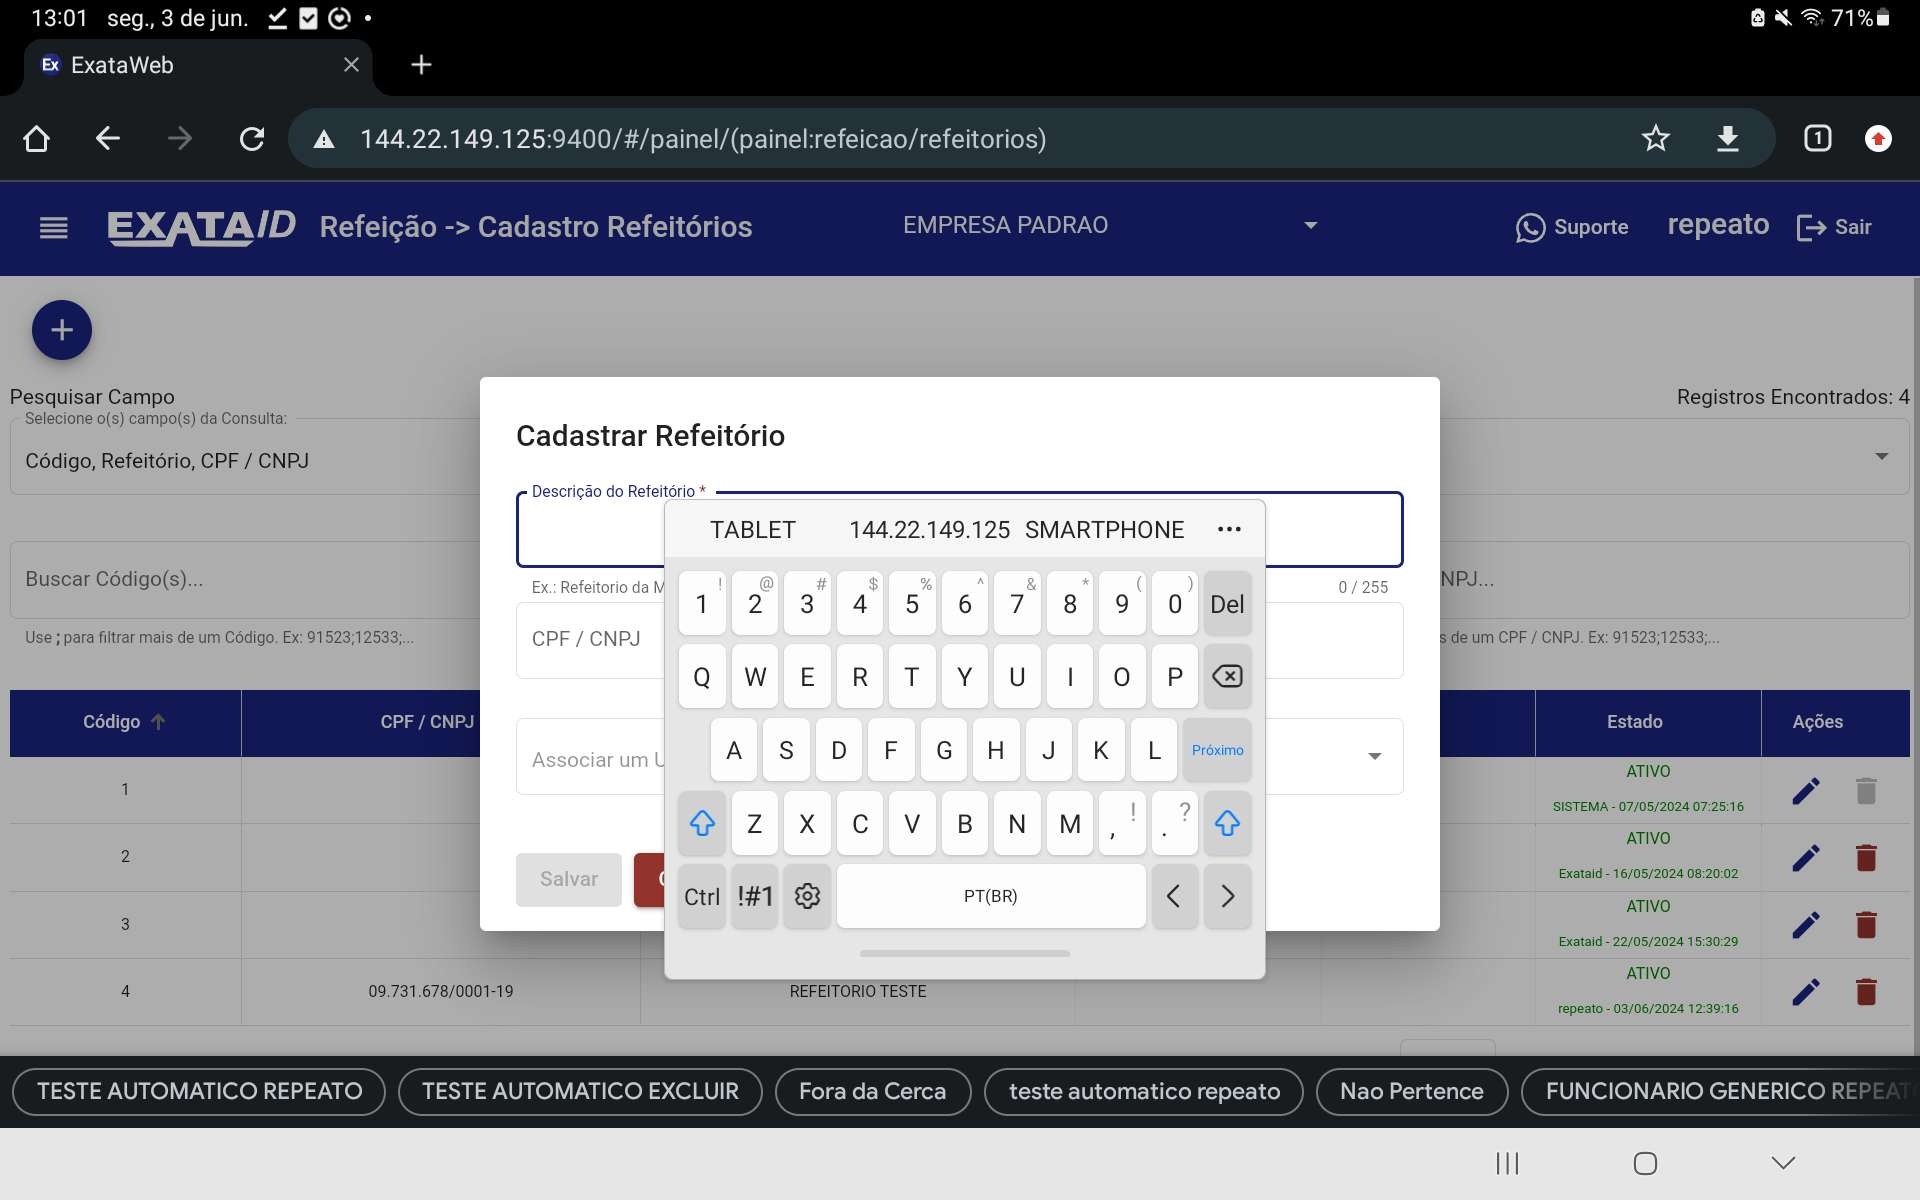 13:01 seg., 3 de jun.
71%
Ex ExataWeb
144.22.149.125:9400/#/painel/(painel:refeicao/refeitorios)
1
EXATAID Refeição -> Cadastro Refeitórios EMPRESA PADRAO Suporte repeato Sair
Pesquisar Campo
Registros Encontrados: 4
Selecione o(s) campo(s) da Consulta:
Código, Refeitório, CPF / CNPJ
Buscar Código(s)...
NPJ...
Use ; para filtrar mais de um Código. Ex: 91523;12533;...
s de um CPF / CNPJ. Ex: 91523;12533;...
Cadastrar Refeitório
Descrição do Refeitório *
Ex.: Refeitorio da M
0 / 255
CPF / CNPJ
Associar um U
Salvar
TABLET 144.22.149.125 SMARTPHONE
! @ # $ % ^ & * ( )
1 2 3 4 5 6 7 8 9 0 Del
Q W E R T Y U I O P
A S D F G H J K L Próximo
Z X C V B N M , ! . ?
Ctrl !#1 PT(BR) < >
Código CPF / CNPJ Estado Ações
1 ATIVO
SISTEMA - 07/05/2024 07:25:16
2 ATIVO
Exataid - 16/05/2024 08:20:02
3 ATIVO
Exataid - 22/05/2024 15:30:29
4 09.731.678/0001-19 REFEITORIO TESTE ATIVO
repeato - 03/06/2024 12:39:16
TESTE AUTOMATICO REPEATO
TESTE AUTOMATICO EXCLUIR
Fora da Cerca
teste automatico repeato
Nao Pertence
FUNCIONARIO GENERICO REPEAT